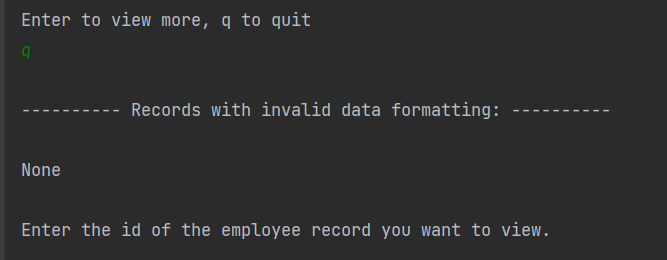 Enter to view more, q to quit
q
---------- Records with invalid data formatting: ----------
None
Enter the id of the employee record you want to view.